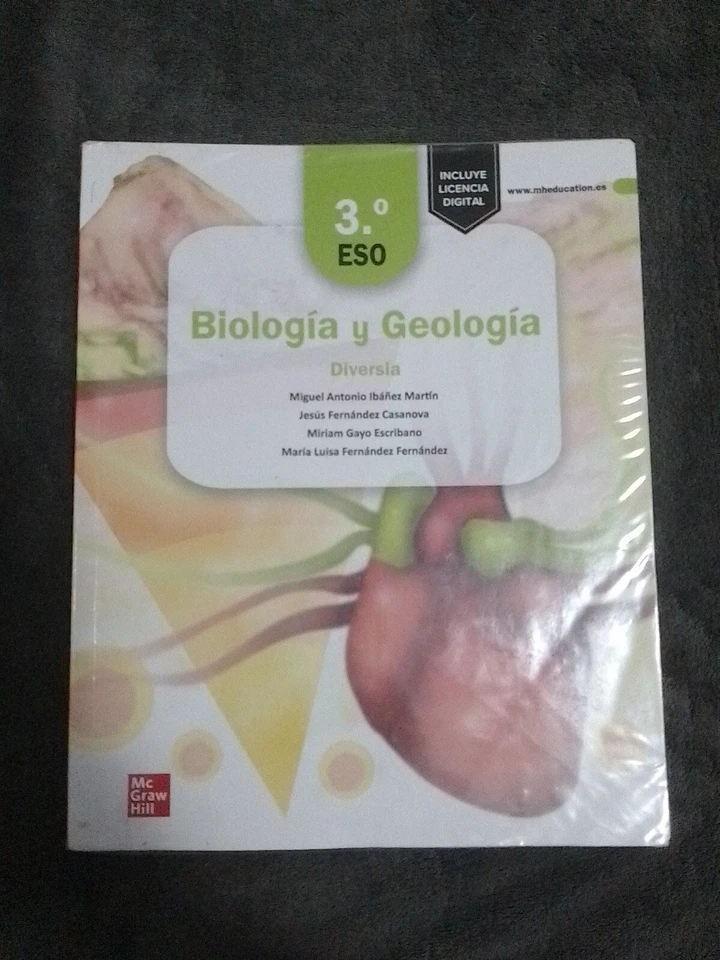 3.º
ESO
INCLUYE
LICENCIA
DIGITAL
www.mheducation.es
Biología y Geología
Diversia
Miguel Antonio Ibáñez Martín
Jesús Fernández Casanova
Miriam Gayo Escribano
María Luisa Fernández Fernández
Mc
Graw
Hill